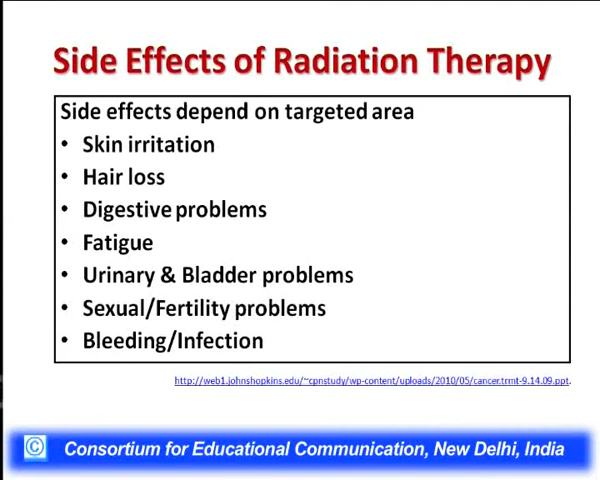 Side Effects of Radiation Therapy
Side effects depend on targeted area
• Skin irritation
• Hair loss
• Digestive problems
• Fatigue
• Urinary & Bladder problems
• Sexual/Fertility problems
• Bleeding/Infection
http://web1.johnshopkins.edu/~cpnstudy/wp-content/uploads/2010/05/cancer.trmt-9.14.09.ppt.
© Consortium for Educational Communication, New Delhi, India